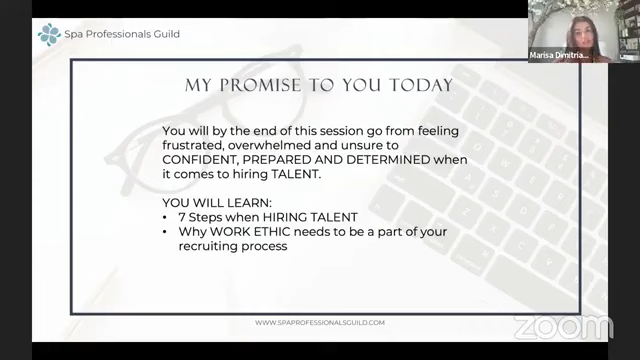 Spa Professionals Guild
Marisa Dimitria...
MY PROMISE TO YOU TODAY
You will by the end of this session go from feeling
frustrated, overwhelmed and unsure to
CONFIDENT, PREPARED AND DETERMINED when
it comes to hiring TALENT.
YOU WILL LEARN:
• 7 Steps when HIRING TALENT
• Why WORK ETHIC needs to be a part of your
recruiting process
WWW.SPAPROFESSIONALSGUILD.COM
zoom